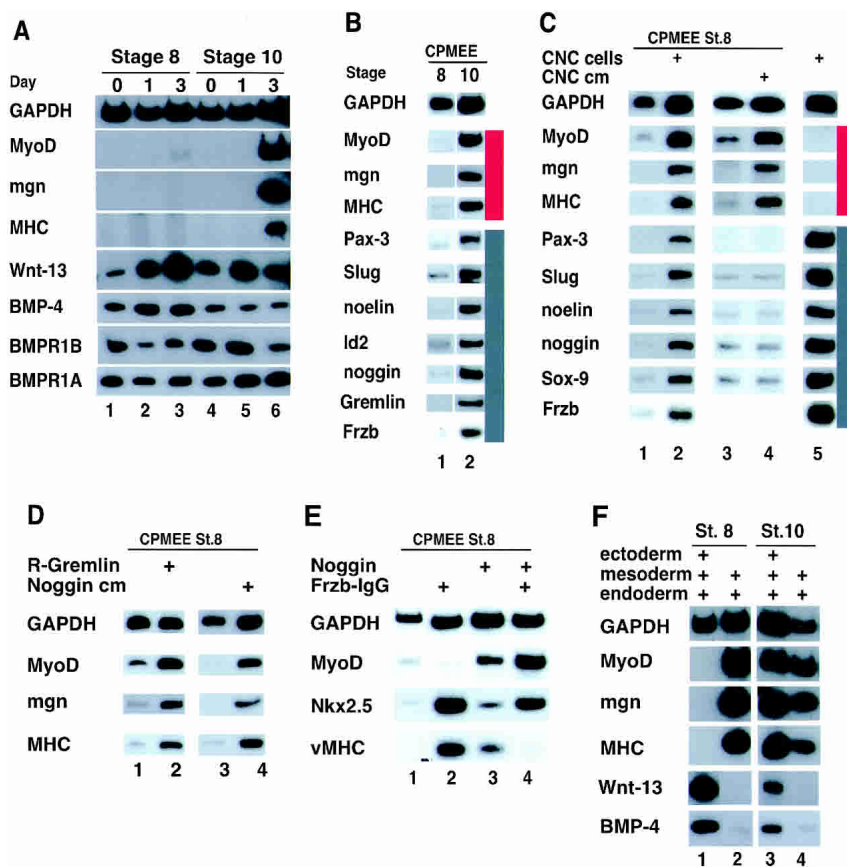 A
Stage 8 Stage 10
Day 0 1 3 0 1 3
GAPDH
MyoD
mgn
MHC
Wnt-13
BMP-4
BMPR1B
BMPR1A
1 2 3 4 5 6
B
CPMEE
Stage 8 10
GAPDH
MyoD
mgn
MHC
Pax-3
Slug
noelin
Id2
noggin
Gremlin
Frzb
1 2
C
CPMEE St.8
CNC cells + +
CNC cm +
GAPDH
MyoD
mgn
MHC
Pax-3
Slug
noelin
noggin
Sox-9
Frzb
1 2 3 4 5
D
CPMEE St.8
R-Gremlin +
Noggin cm +
GAPDH
MyoD
mgn
MHC
1 2 3 4
E
CPMEE St.8
Noggin + +
Frzb-IgG + +
GAPDH
MyoD
Nkx2.5
vMHC
1 2 3 4
F
St. 8 St.10
ectoderm + +
mesoderm + + + +
endoderm + + + +
GAPDH
MyoD
mgn
MHC
Wnt-13
BMP-4
1 2 3 4